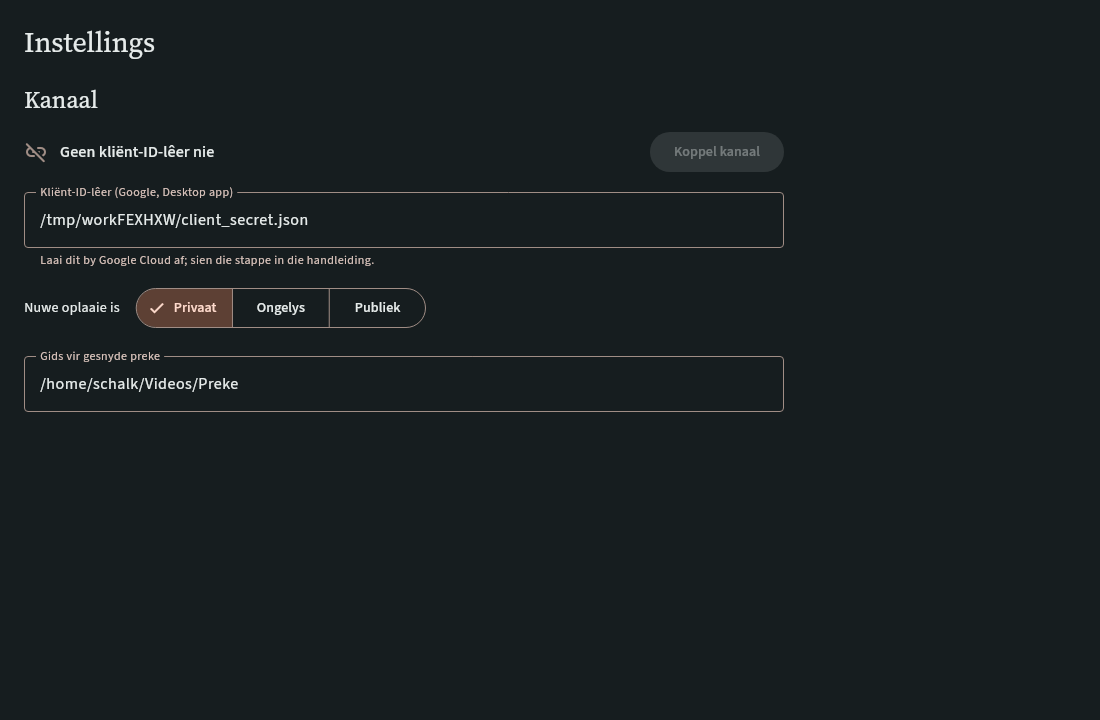 Instellings
Kanaal
Geen kliënt-ID-lêer nie
Koppel kanaal
Kliënt-ID-lêer (Google, Desktop app)
/tmp/workFEXHXW/client_secret.json
Laai dit by Google Cloud af; sien die stappe in die handleiding.
Nuwe oplaaie is
Privaat
Ongelys
Publiek
Gids vir gesnyde preke
/home/schalk/Videos/Preke